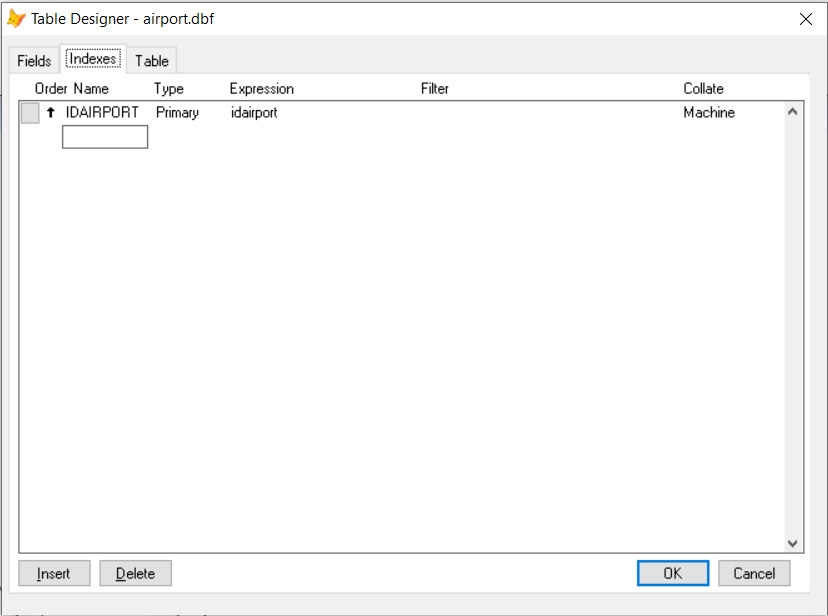 Table Designer - airport.dbf
Fields Indexes Table
Order Name Type Expression Filter Collate
IDAIRPORT Primary idairport Machine
Insert Delete OK Cancel